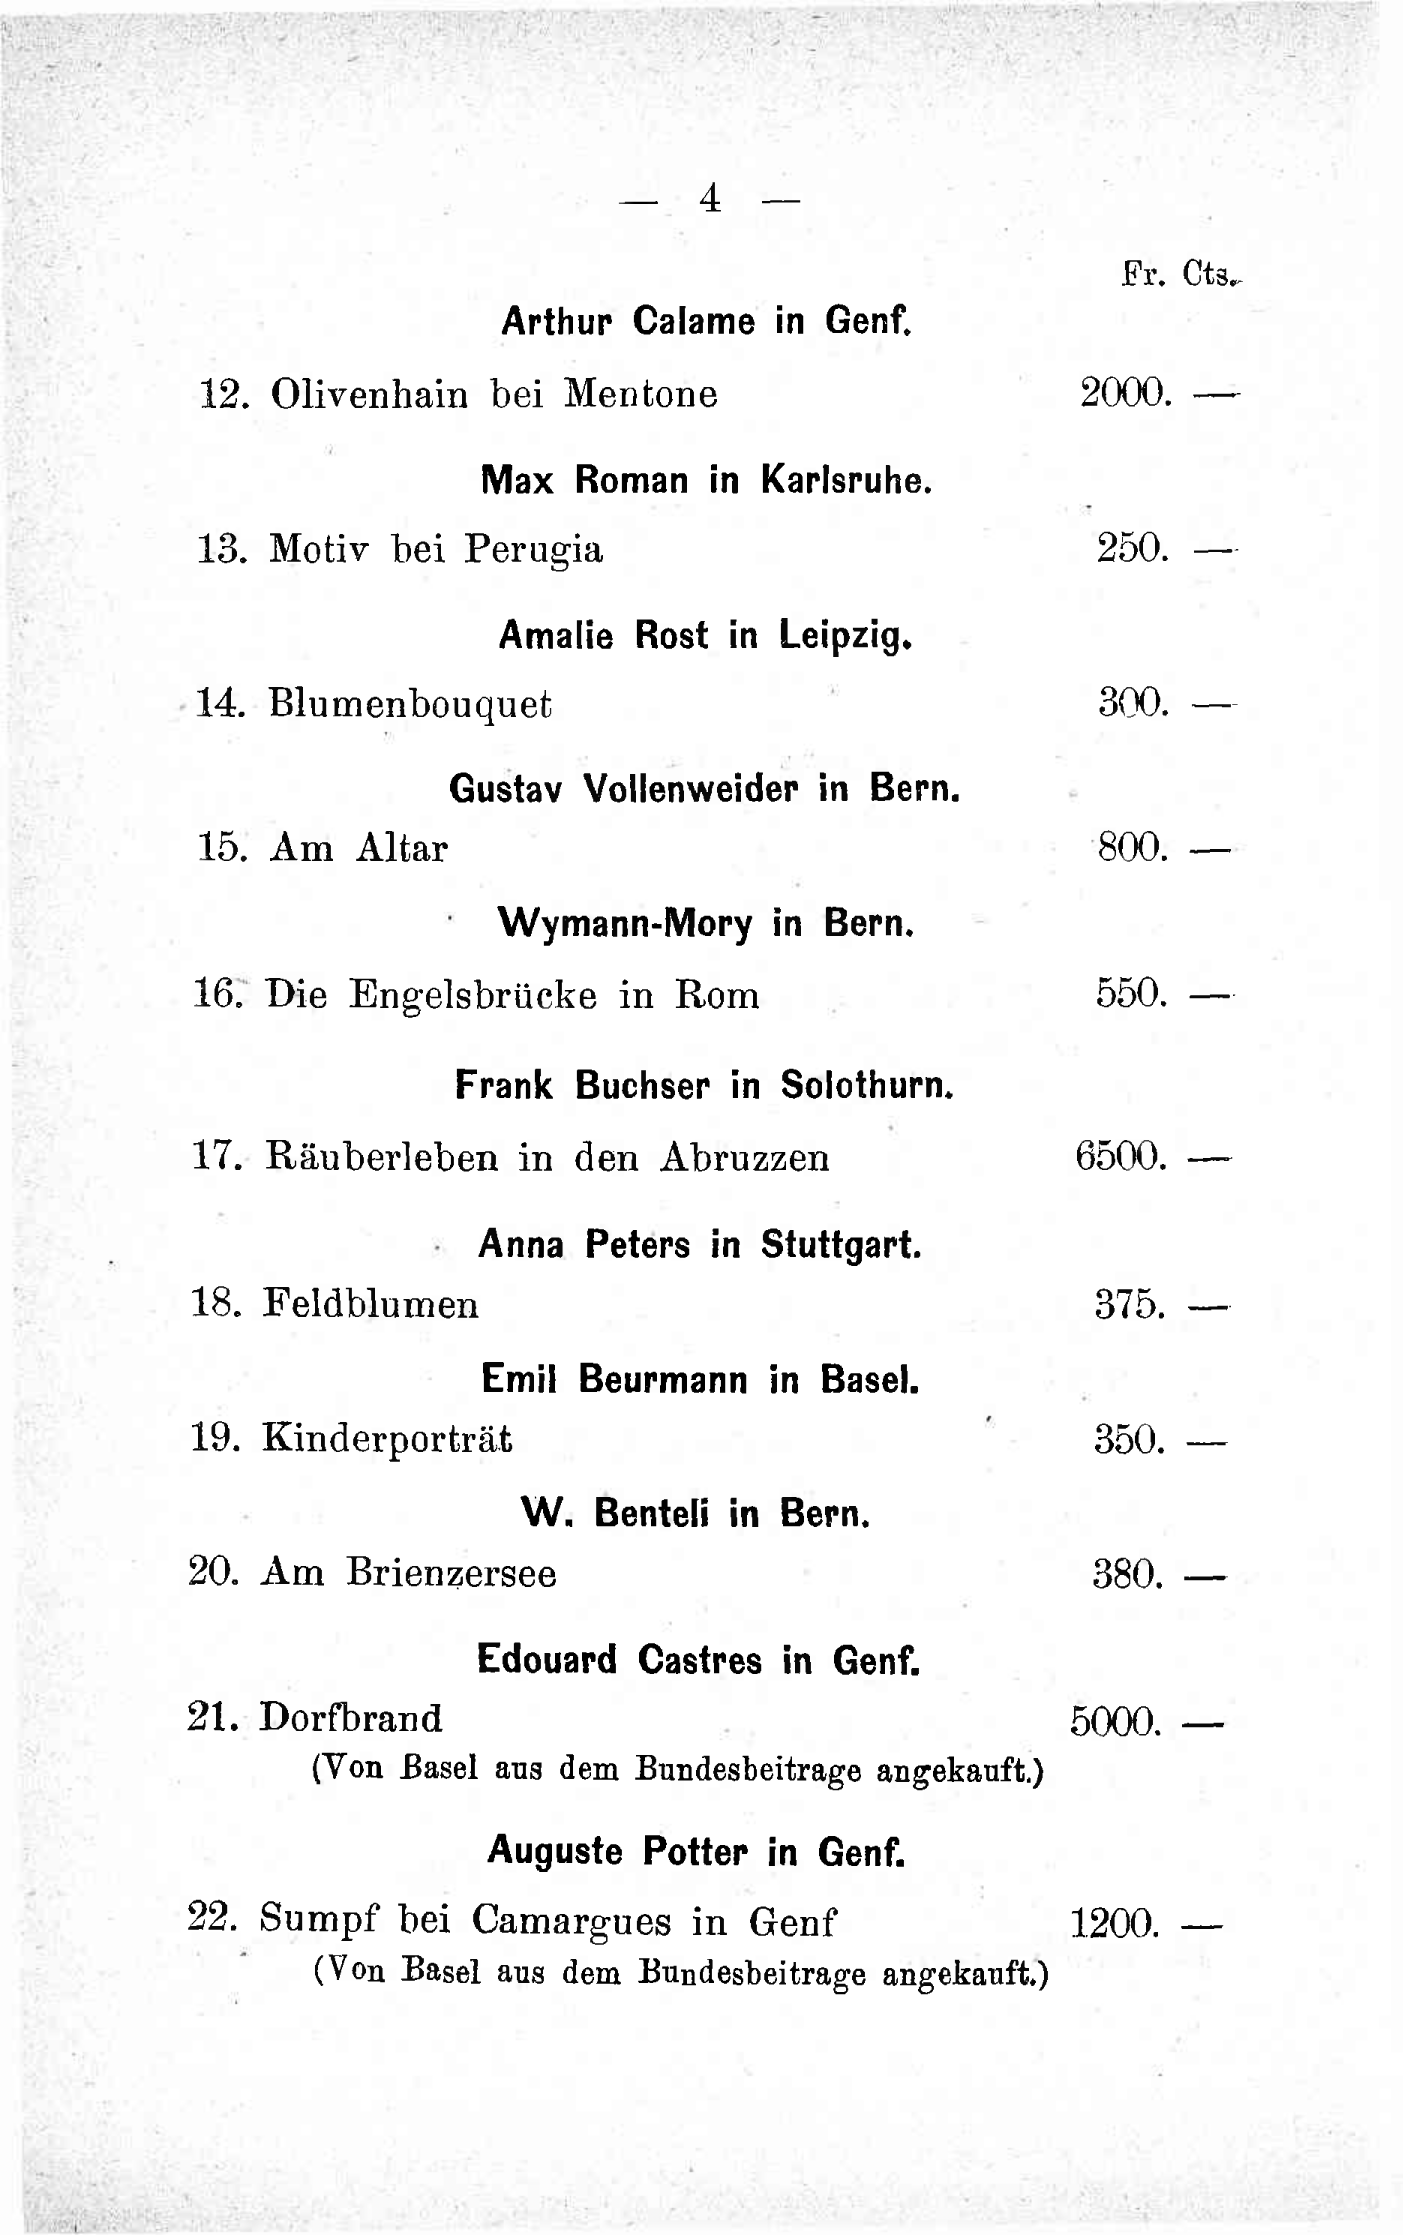 — 4 —
Fr. Cts.
Arthur Calame in Genf.
12. Olivenhain bei Mentone 2000. —
Max Roman in Karlsruhe.
13. Motiv bei Perugia 250. —
Amalie Rost in Leipzig.
14. Blumenbouquet 300. —
Gustav Vollenweider in Bern.
15. Am Altar 800. —
Wymann-Mory in Bern.
16. Die Engelsbrücke in Rom 550. —
Frank Buchser in Solothurn.
17. Räuberleben in den Abruzzen 6500. —
Anna Peters in Stuttgart.
18. Feldblumen 375. —
Emil Beurmann in Basel.
19. Kinderporträt 350. —
W. Benteli in Bern.
20. Am Brienzersee 380. —
Edouard Castres in Genf.
21. Dorfbrand 5000. —
(Von Basel aus dem Bundesbeitrage angekauft.)
Auguste Potter in Genf.
22. Sumpf bei Camargues in Genf 1200. —
(Von Basel aus dem Bundesbeitrage angekauft.)